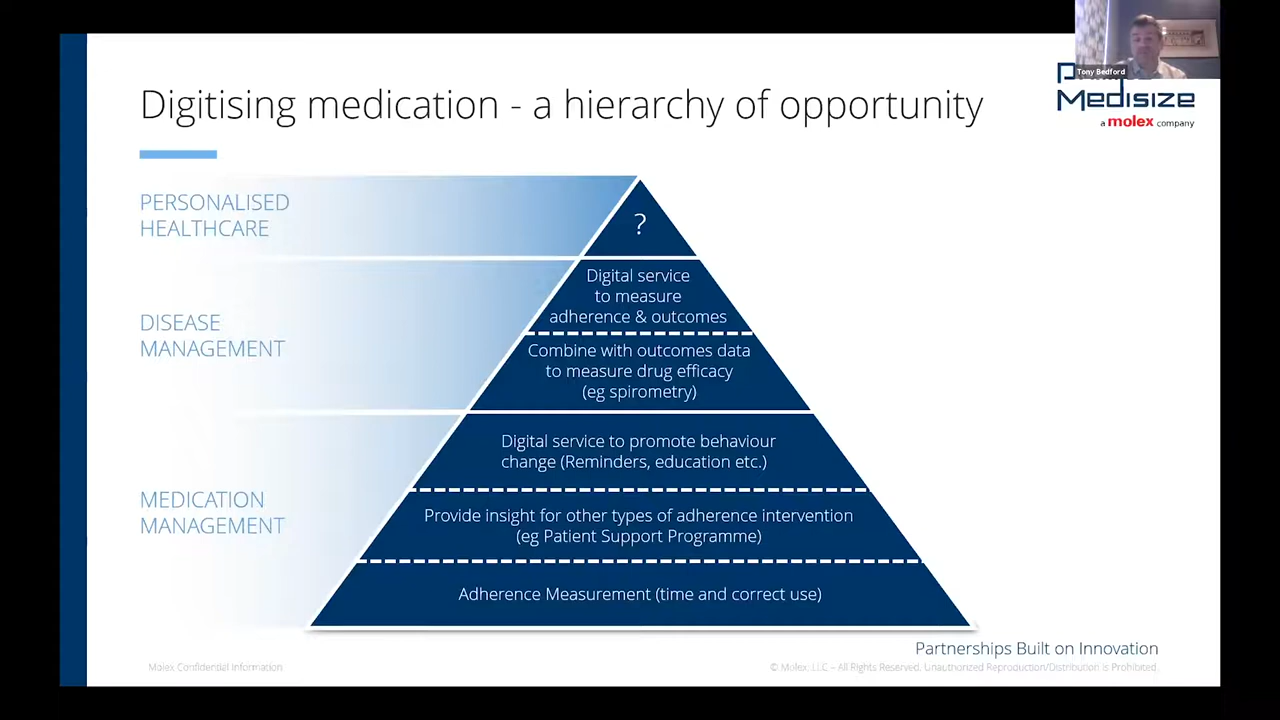 Tony Bedford
Digitising medication - a hierarchy of opportunity
Medisize
a molex company
PERSONALISED
HEALTHCARE
?
DISEASE
MANAGEMENT
Digital service
to measure
adherence & outcomes
Combine with outcomes data
to measure drug efficacy
(eg spirometry)
MEDICATION
MANAGEMENT
Digital service to promote behaviour
change (Reminders, education etc.)
Provide insight for other types of adherence intervention
(eg Patient Support Programme)
Adherence Measurement (time and correct use)
Partnerships Built on Innovation
Molex Confidential Information
© Molex, LLC – All Rights Reserved. Unauthorized Reproduction/Distribution is Prohibited.